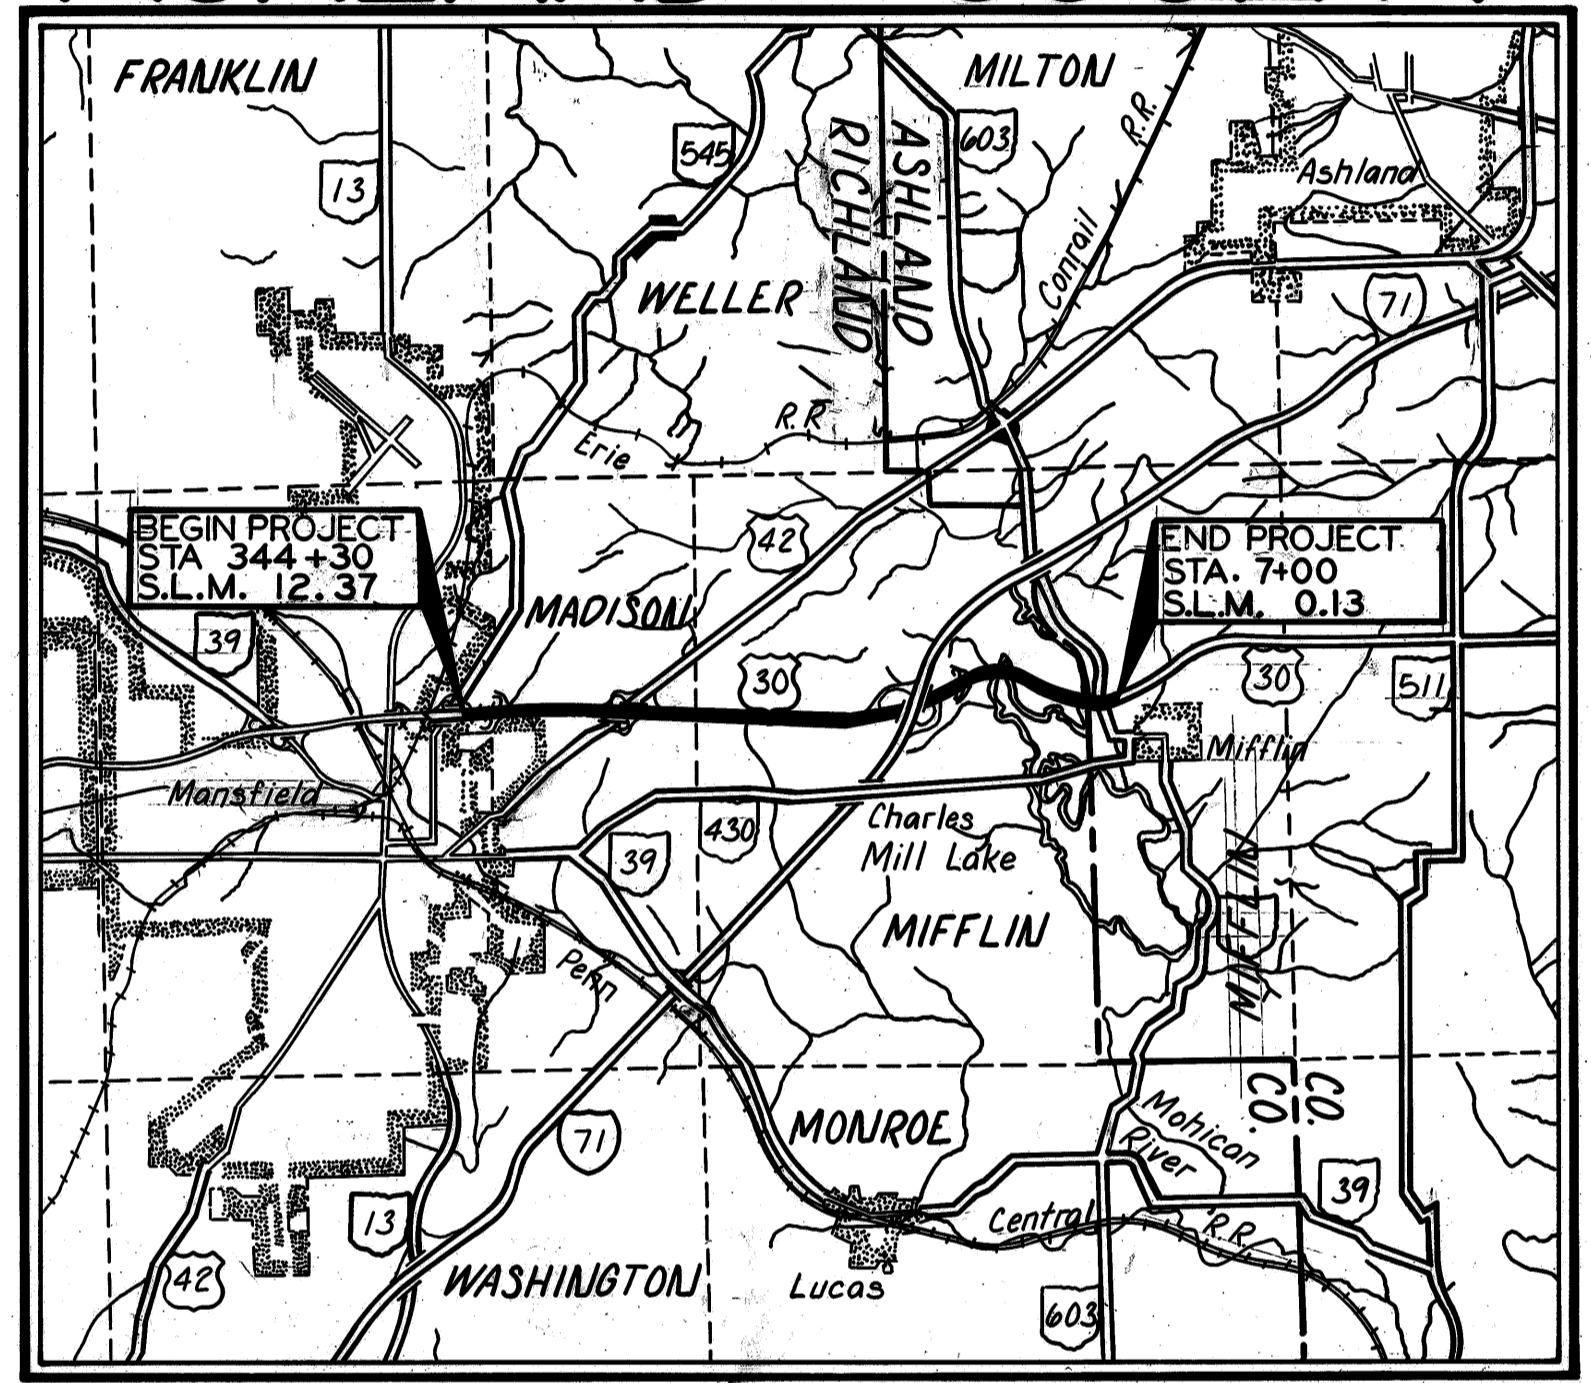 FRANKLIN
MILTON
13
545
603
R.R.
ASHLAND
RICHLAND
Ashland
Conrail
WELLER
71
Erie
R.R
BEGIN PROJECT
STA 344+30
S.L.M. 12.37
42
END PROJECT
STA. 7+00
S.L.M. 0.13
39
MADISON
30
30
511
Mifflin
Mansfield
430
Charles
Mill Lake
39
MIFFLIN
MIFFLIN
Penn
CO.
CO.
71
MONROE
Mohican
River
39
13
Central
R.R.
42
WASHINGTON
Lucas
603